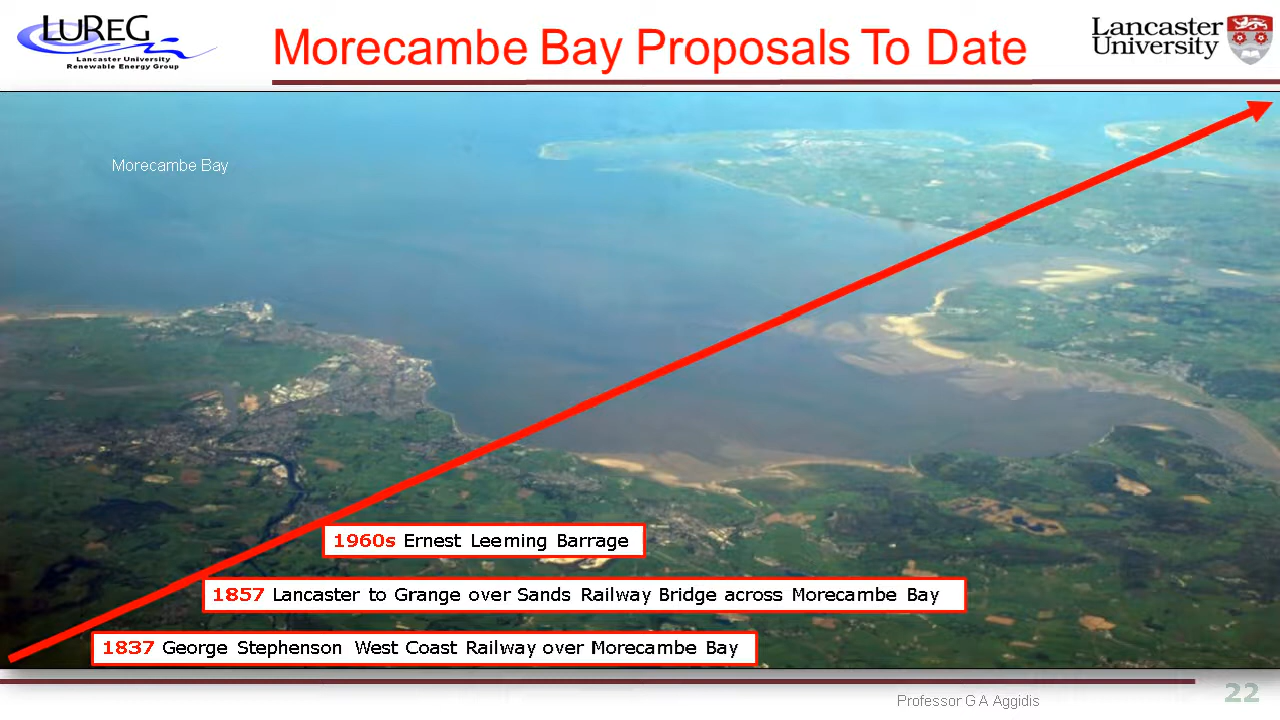 LUREG
Lancaster University
Renewable Energy Group
Morecambe Bay Proposals To Date
Lancaster
University
Morecambe Bay
1960s Ernest Leeming Barrage
1857 Lancaster to Grange over Sands Railway Bridge across Morecambe Bay
1837 George Stephenson West Coast Railway over Morecambe Bay
Professor G A Aggidis
22